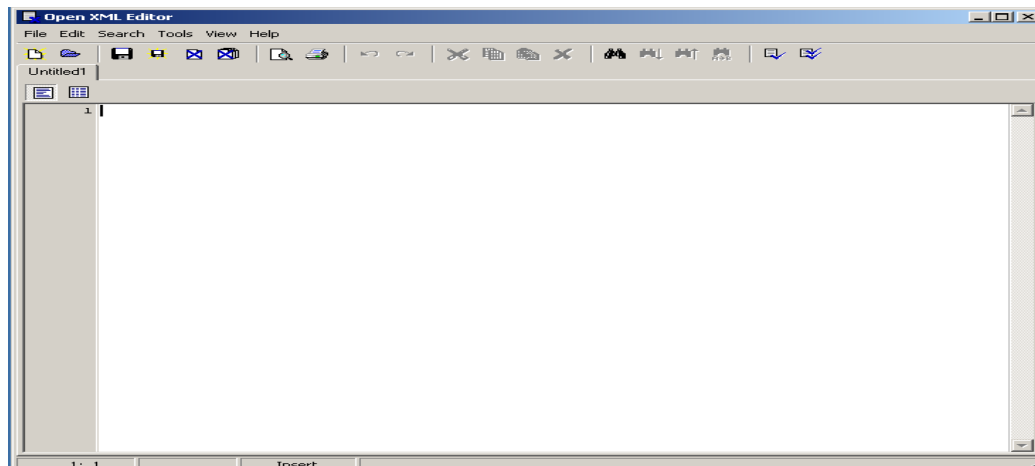 Open XML Editor
File Edit Search Tools View Help
Untitled1
1
1: 1 Insert